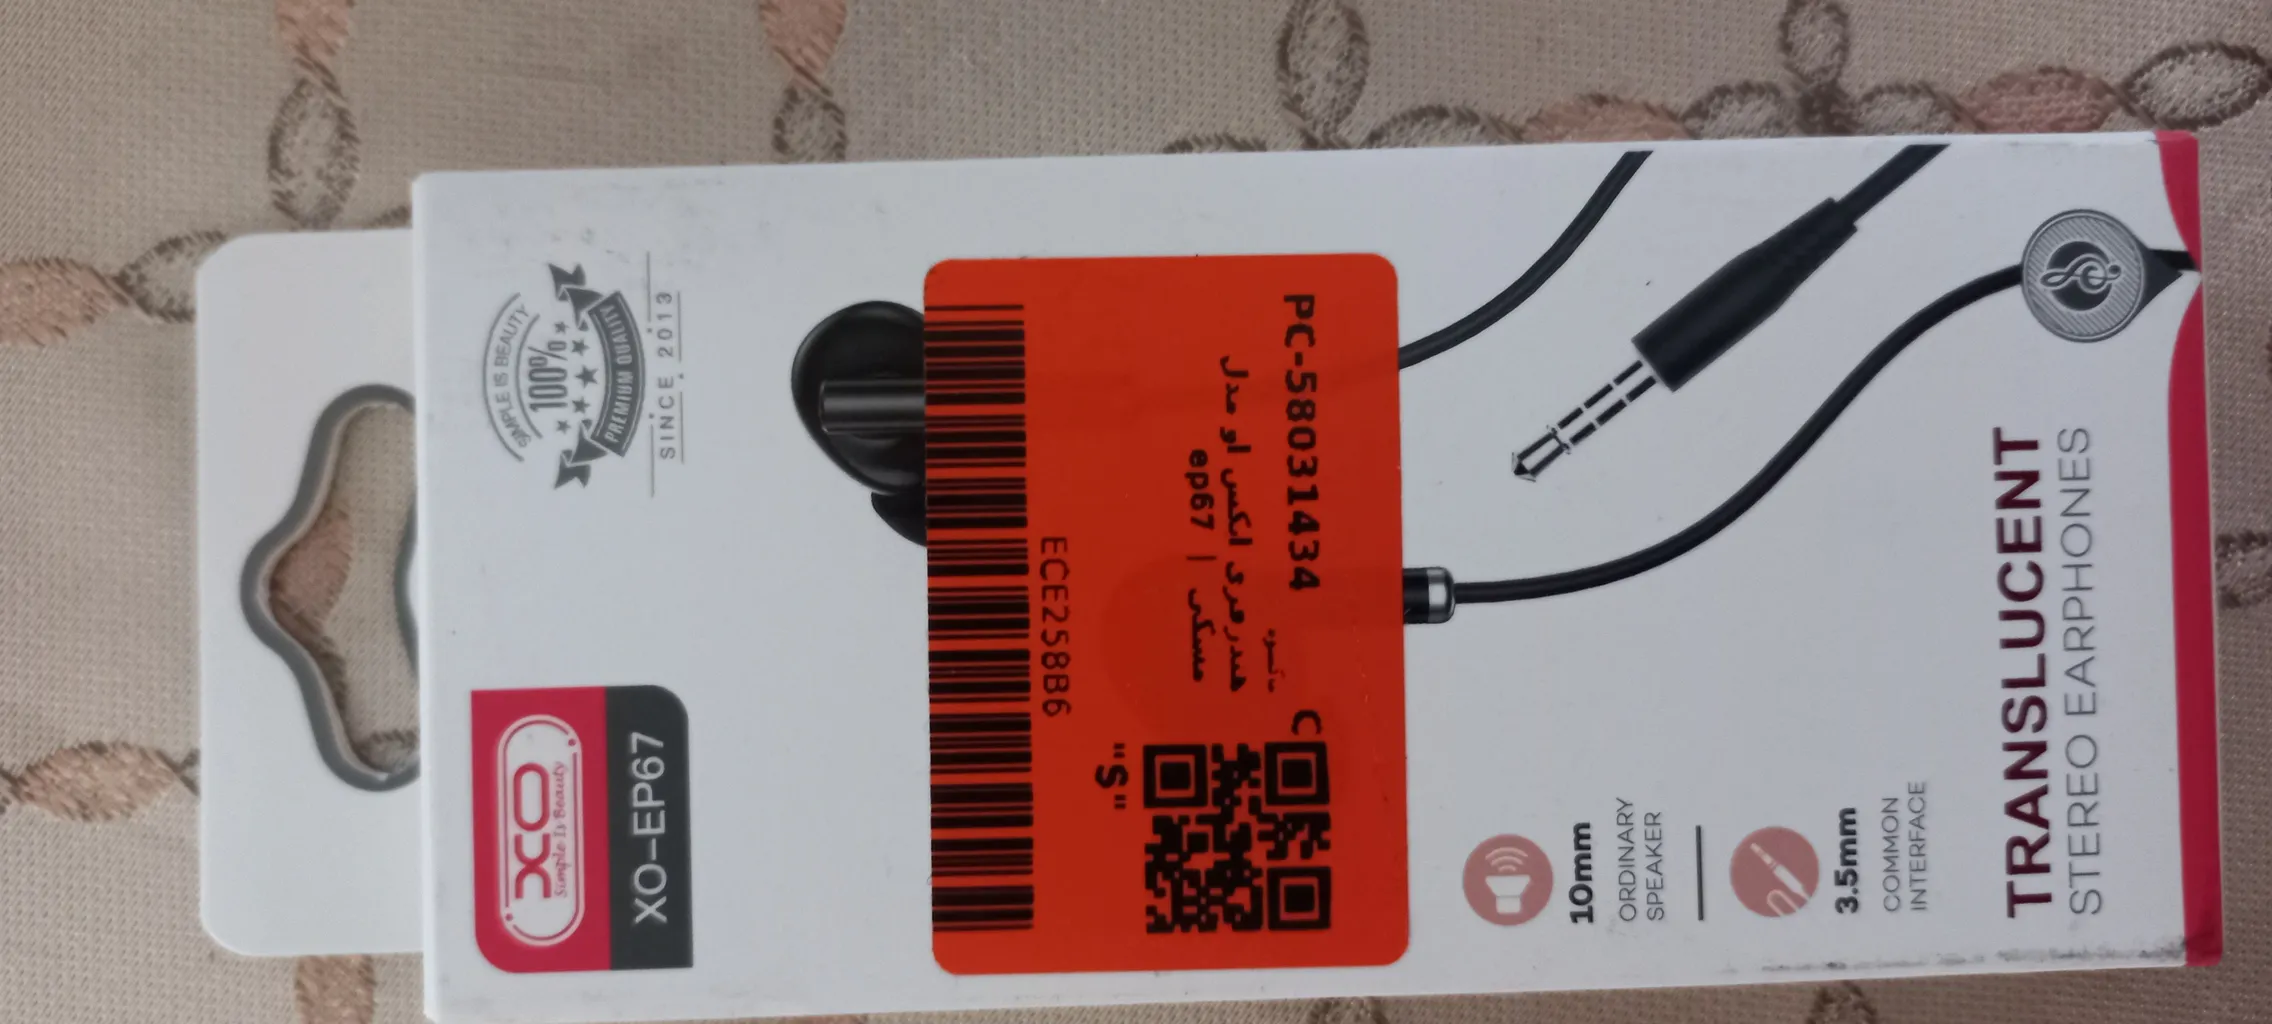 XO
Simple Is Beauty
XO-EP67
SIMPLE IS BEAUTY
100%
PREMIUM QUALITY
SINCE 2013
ECE258B6
"S"
PC-58031434
C
هندزفری ایکس او مدل
ep67 | مشکی
10mm
ORDINARY
SPEAKER
3.5mm
COMMON
INTERFACE
TRANSLUCENT
STEREO EARPHONES